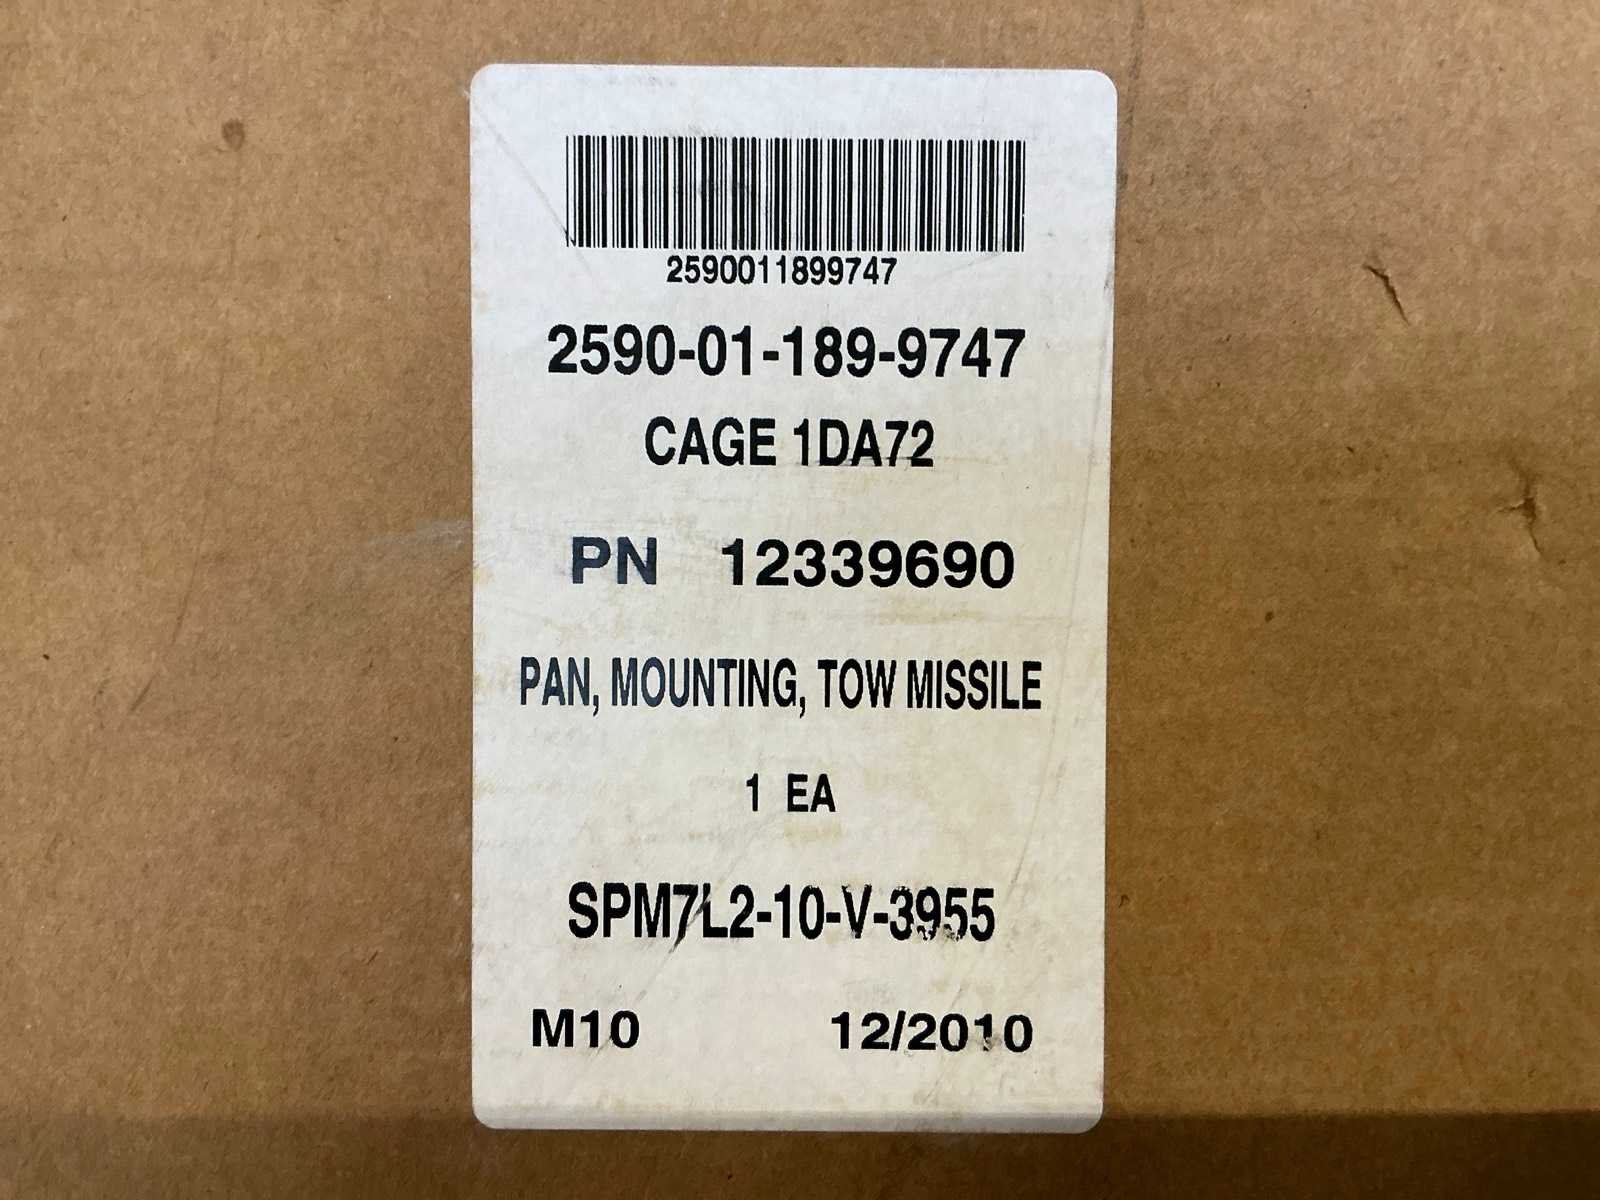 2590011899747
2590-01-189-9747
CAGE 1DA72
PN 12339690
PAN, MOUNTING, TOW MISSILE
1 EA
SPM7L2-10-V-3955
M10 12/2010